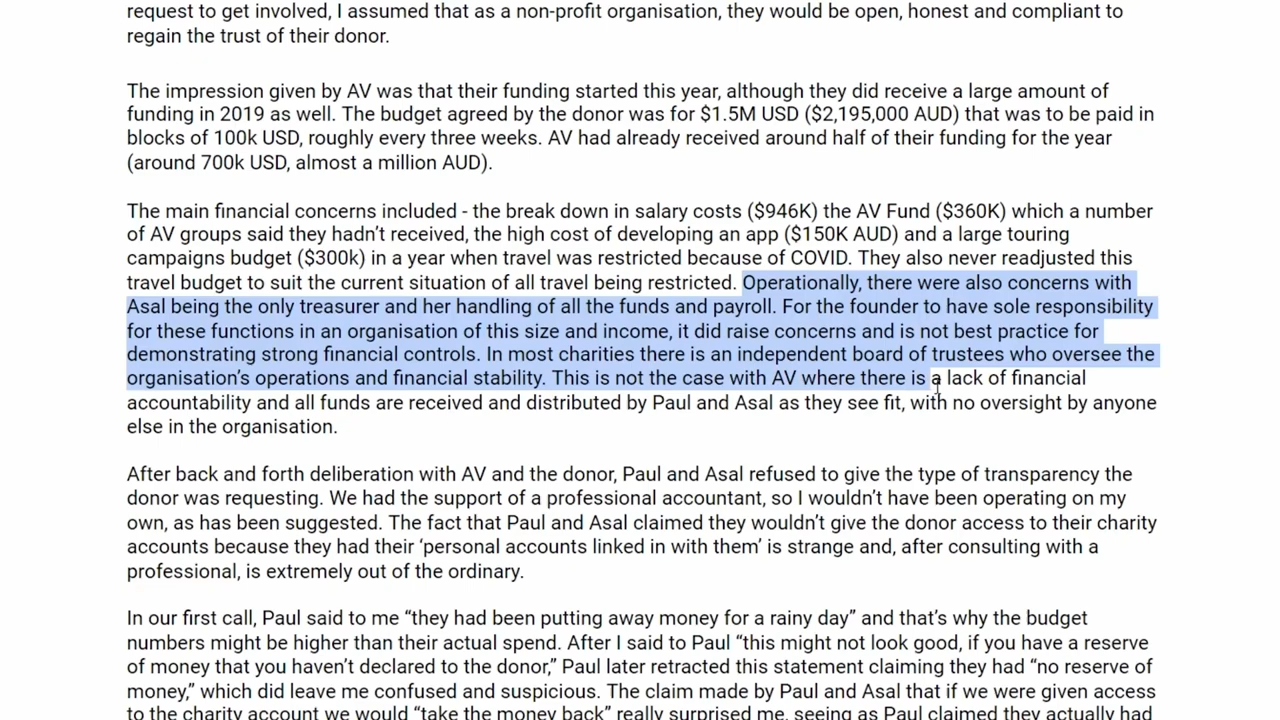 request to get involved, I assumed that as a non-profit organisation, they would be open, honest and compliant to
regain the trust of their donor.
The impression given by AV was that their funding started this year, although they did receive a large amount of
funding in 2019 as well. The budget agreed by the donor was for $1.5M USD ($2,195,000 AUD) that was to be paid in
blocks of 100k USD, roughly every three weeks. AV had already received around half of their funding for the year
(around 700k USD, almost a million AUD).
The main financial concerns included - the break down in salary costs ($946K) the AV Fund ($360K) which a number
of AV groups said they hadn’t received, the high cost of developing an app ($150K AUD) and a large touring
campaigns budget ($300k) in a year when travel was restricted because of COVID. They also never readjusted this
travel budget to suit the current situation of all travel being restricted. Operationally, there were also concerns with
Asal being the only treasurer and her handling of all the funds and payroll. For the founder to have sole responsibility
for these functions in an organisation of this size and income, it did raise concerns and is not best practice for
demonstrating strong financial controls. In most charities there is an independent board of trustees who oversee the
organisation’s operations and financial stability. This is not the case with AV where there is a lack of financial
accountability and all funds are received and distributed by Paul and Asal as they see fit, with no oversight by anyone
else in the organisation.
After back and forth deliberation with AV and the donor, Paul and Asal refused to give the type of transparency the
donor was requesting. We had the support of a professional accountant, so I wouldn’t have been operating on my
own, as has been suggested. The fact that Paul and Asal claimed they wouldn’t give the donor access to their charity
accounts because they had their ‘personal accounts linked in with them’ is strange and, after consulting with a
professional, is extremely out of the ordinary.
In our first call, Paul said to me “they had been putting away money for a rainy day” and that’s why the budget
numbers might be higher than their actual spend. After I said to Paul “this might not look good, if you have a reserve
of money that you haven’t declared to the donor,” Paul later retracted this statement claiming they had “no reserve of
money,” which did leave me confused and suspicious. The claim made by Paul and Asal that if we were given access
to the charity account we would “take the money back” really surprised me, seeing as Paul claimed they actually had